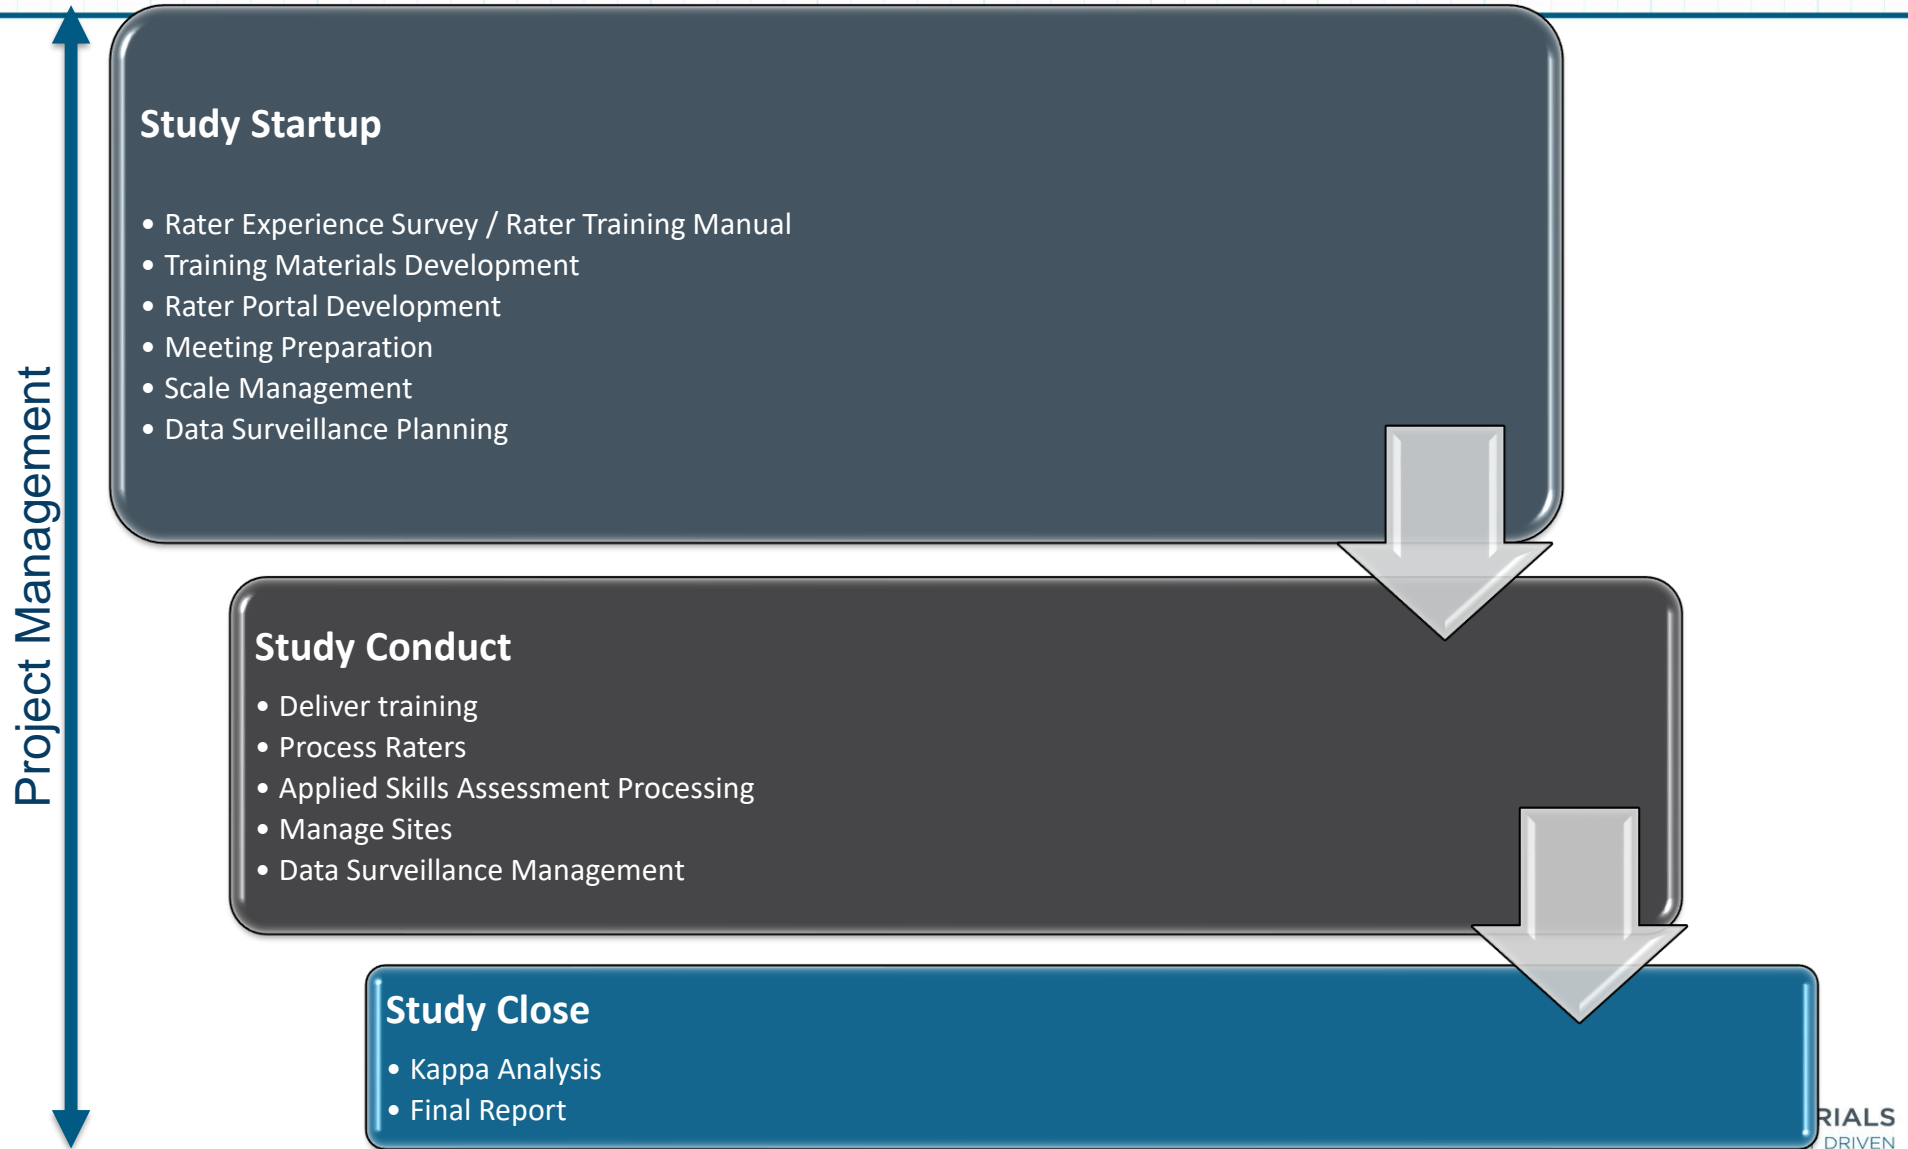 Project Management
Study Startup
• Rater Experience Survey / Rater Training Manual
• Training Materials Development
• Rater Portal Development
• Meeting Preparation
• Scale Management
• Data Surveillance Planning
Study Conduct
• Deliver training
• Process Raters
• Applied Skills Assessment Processing
• Manage Sites
• Data Surveillance Management
Study Close
• Kappa Analysis
• Final Report
RIALS
DRIVEN